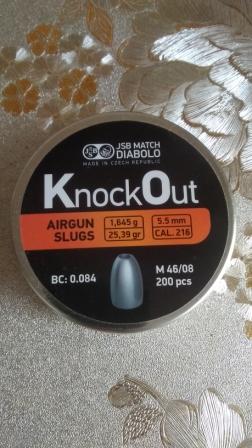 JSB
JSB MATCH
DIABOLO
MADE IN CZECH REPUBLIC
KnockOut
AIRGUN
SLUGS
1,645 g
5.5 mm
25,39 gr
CAL. 216
BC: 0.084
M 46/08
200 pcs